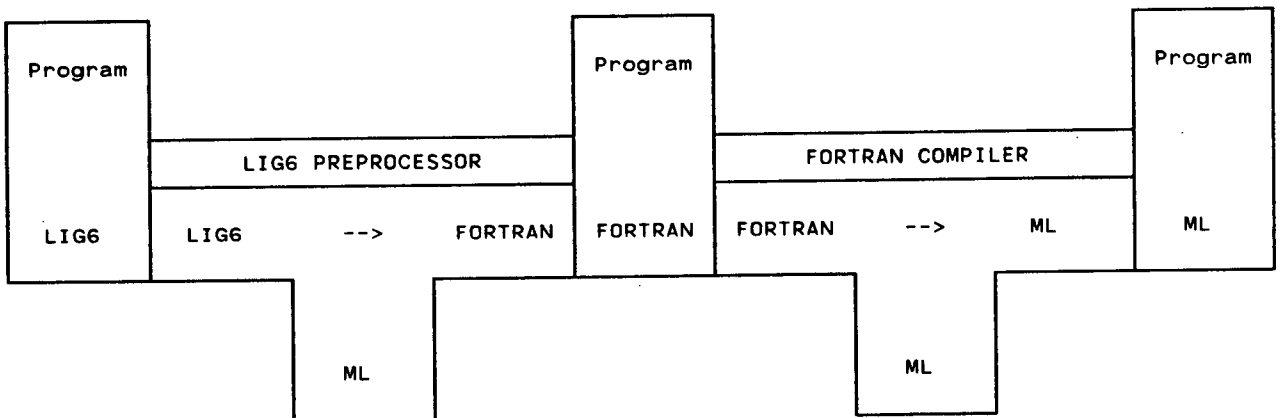 Program
Program
Program
LIG6 PREPROCESSOR
FORTRAN COMPILER
LIG6 LIG6 --> FORTRAN FORTRAN FORTRAN --> ML ML
ML
ML